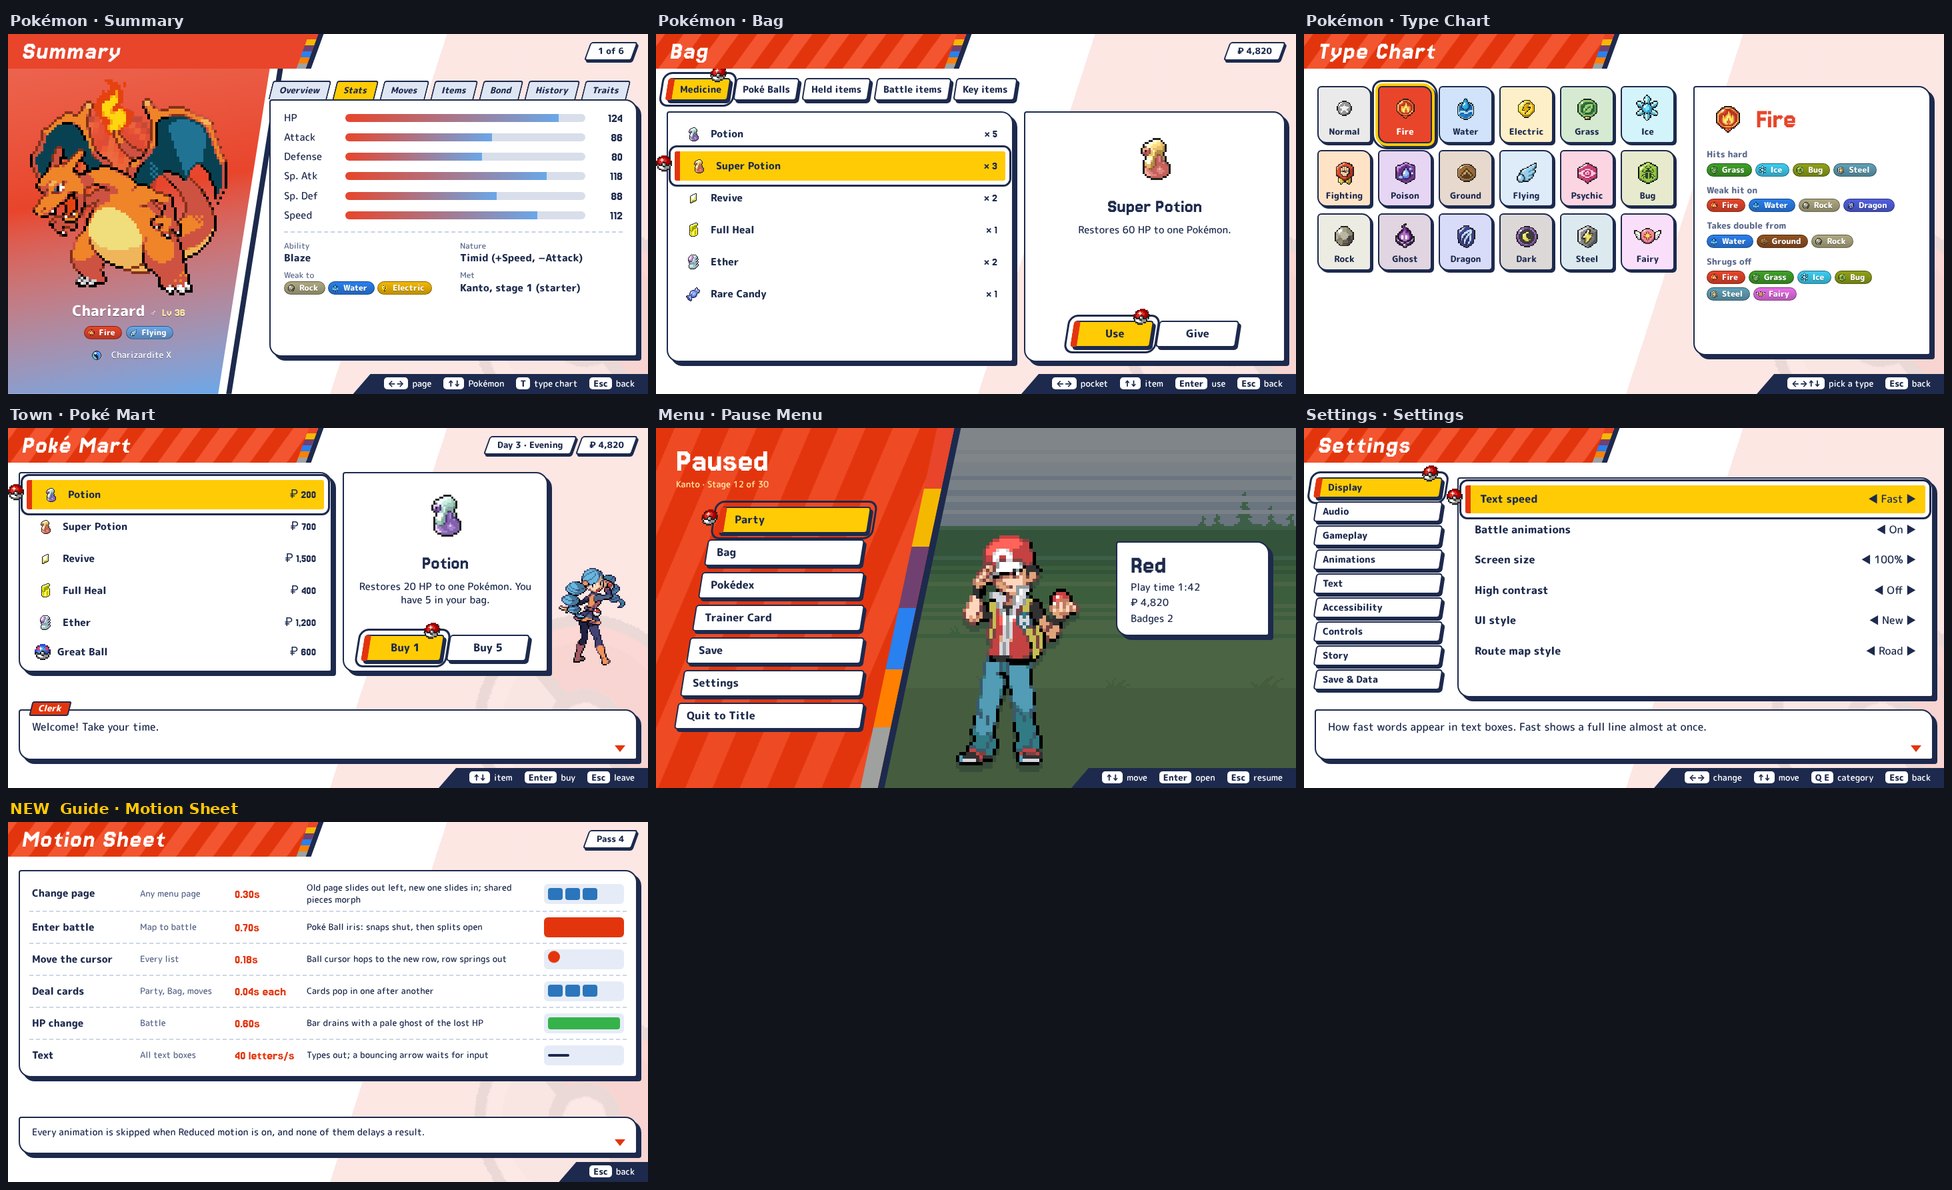 Pokémon · Summary
Summary
1 of 6
Overview Stats Moves Items Bond History Traits
HP 124
Attack 86
Defense 80
Sp. Atk 118
Sp. Def 88
Speed 112
Ability Nature
Blaze Timid (+Speed, −Attack)
Weak to Met
Rock Water Electric Kanto, stage 1 (starter)
Charizard ♂ Lv 36
Fire Flying
Charizardite X
←→ page ↑↓ Pokémon T type chart Esc back
Pokémon · Bag
Bag
₽ 4,820
Medicine Poké Balls Held items Battle items Key items
Potion ×5
Super Potion ×3
Revive ×2
Full Heal ×1
Ether ×2
Rare Candy ×1
Super Potion
Restores 60 HP to one Pokémon.
Use Give
←→ pocket ↑↓ item Enter use Esc back
Pokémon · Type Chart
Type Chart
Normal Fire Water Electric Grass Ice
Fighting Poison Ground Flying Psychic Bug
Rock Ghost Dragon Dark Steel Fairy
Fire
Hits hard
Grass Ice Bug Steel
Weak hit on
Fire Water Rock Dragon
Takes double from
Water Ground Rock
Shrugs off
Fire Grass Ice Bug
Steel Fairy
←→↑↓ pick a type Esc back
Town · Poké Mart
Poké Mart
Day 3 · Evening ₽ 4,820
Potion ₽ 200
Super Potion ₽ 700
Revive ₽ 1,500
Full Heal ₽ 400
Ether ₽ 1,200
Great Ball ₽ 600
Potion
Restores 20 HP to one Pokémon. You
have 5 in your bag.
Buy 1 Buy 5
Clerk
Welcome! Take your time.
↑↓ item Enter buy Esc leave
Menu · Pause Menu
Paused
Kanto · Stage 12 of 30
Party
Bag
Pokédex
Trainer Card
Save
Settings
Quit to Title
Red
Play time 1:42
₽ 4,820
Badges 2
↑↓ move Enter open Esc resume
Settings · Settings
Settings
Display
Audio
Gameplay
Animations
Text
Accessibility
Controls
Story
Save & Data
Text speed ◀ Fast ▶
Battle animations ◀ On ▶
Screen size ◀ 100% ▶
High contrast ◀ Off ▶
UI style ◀ New ▶
Route map style ◀ Road ▶
How fast words appear in text boxes. Fast shows a full line almost at once.
←→ change ↑↓ move Q E category Esc back
NEW Guide · Motion Sheet
Motion Sheet
Pass 4
Change page Any menu page 0.30s Old page slides out left, new one slides in; shared
pieces morph
Enter battle Map to battle 0.70s Poké Ball iris: snaps shut, then splits open
Move the cursor Every list 0.18s Ball cursor hops to the new row, row springs out
Deal cards Party, Bag, moves 0.04s each Cards pop in one after another
HP change Battle 0.60s Bar drains with a pale ghost of the lost HP
Text All text boxes 40 letters/s Types out; a bouncing arrow waits for input
Every animation is skipped when Reduced motion is on, and none of them delays a result.
Esc back